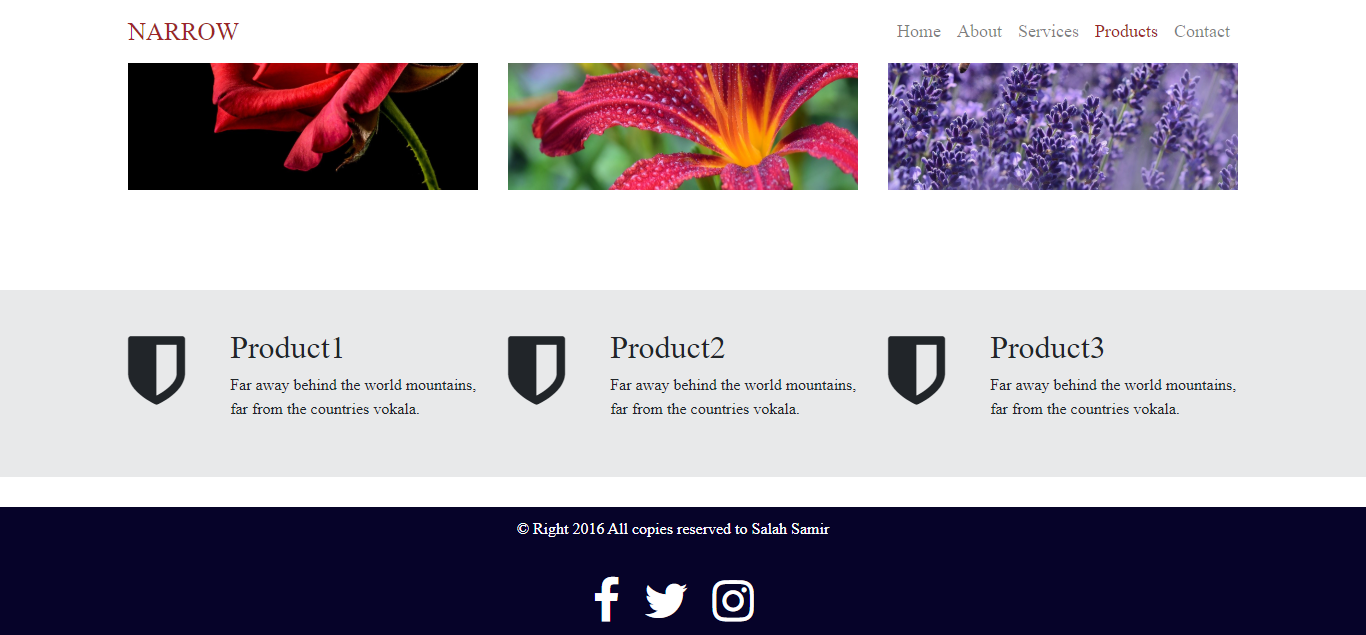 NARROW
Home About Services Products Contact
Product1
Far away behind the world mountains,
far from the countries vokala.
Product2
Far away behind the world mountains,
far from the countries vokala.
Product3
Far away behind the world mountains,
far from the countries vokala.
© Right 2016 All copies reserved to Salah Samir